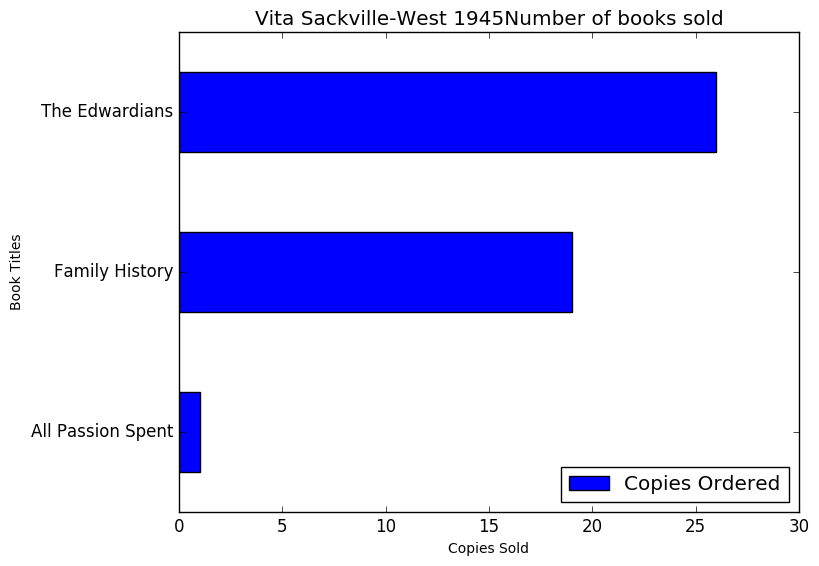 Vita Sackville-West 1945Number of books sold
The Edwardians
Family History
All Passion Spent
Book Titles
Copies Ordered
0 5 10 15 20 25 30
Copies Sold